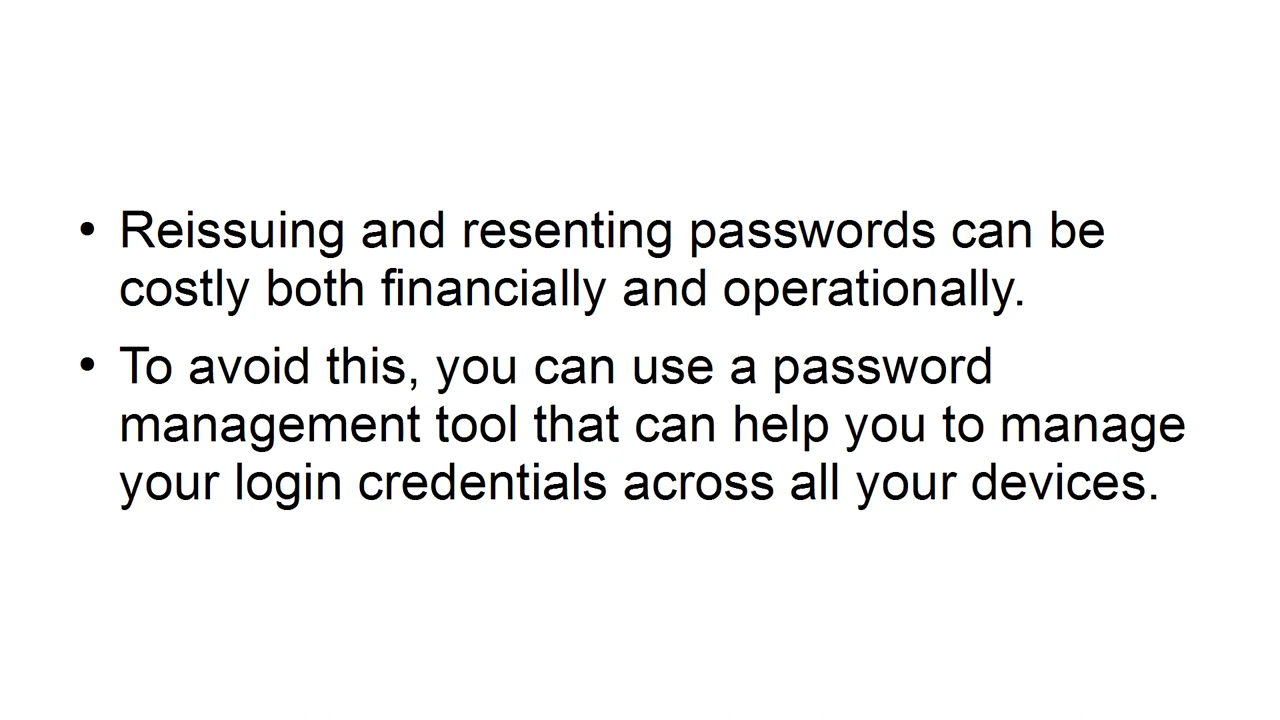 • Reissuing and resenting passwords can be
costly both financially and operationally.
• To avoid this, you can use a password
management tool that can help you to manage
your login credentials across all your devices.